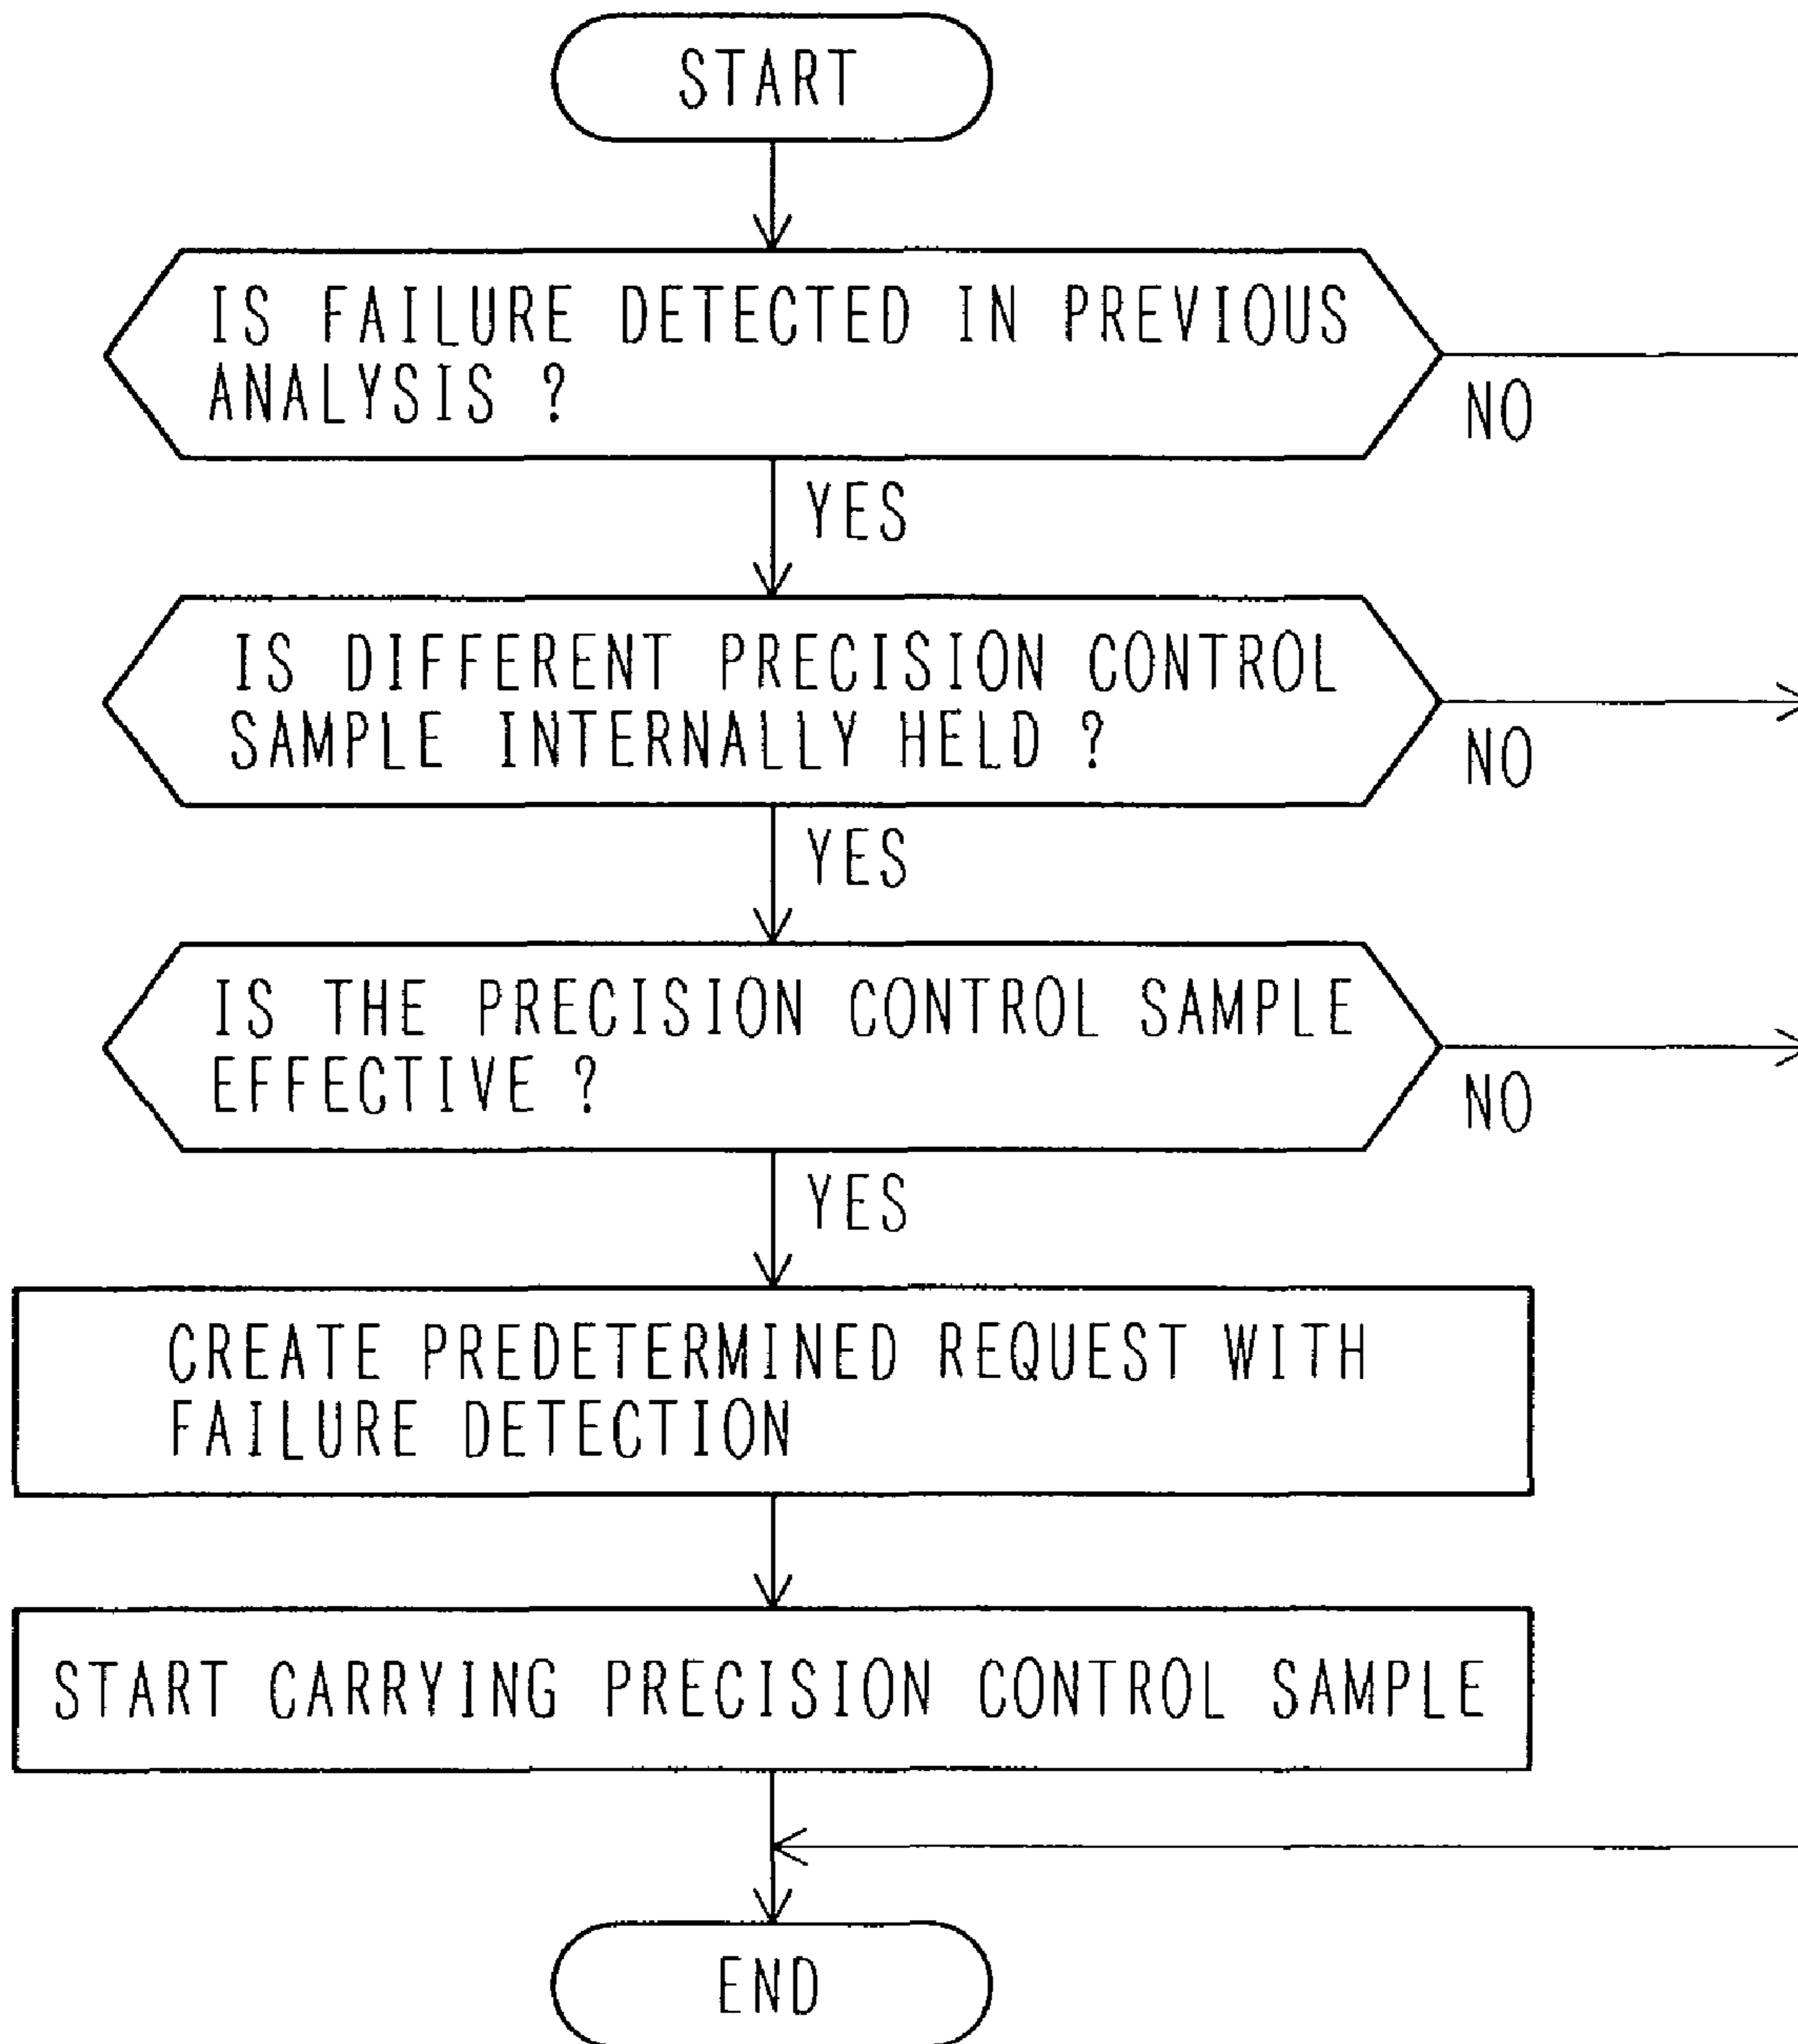 START
IS FAILURE DETECTED IN PREVIOUS
ANALYSIS ?
NO
YES
IS DIFFERENT PRECISION CONTROL
SAMPLE INTERNALLY HELD ?
NO
YES
IS THE PRECISION CONTROL SAMPLE
EFFECTIVE ?
NO
YES
CREATE PREDETERMINED REQUEST WITH
FAILURE DETECTION
START CARRYING PRECISION CONTROL SAMPLE
END